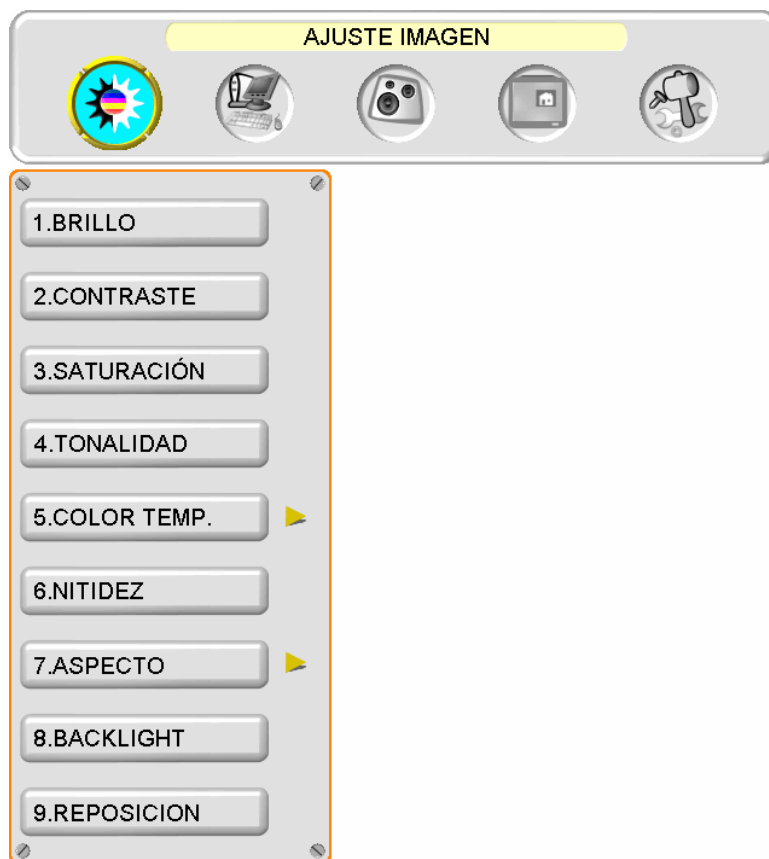 AJUSTE IMAGEN
1.BRILLO
2.CONTRASTE
3.SATURACIÓN
4.TONALIDAD
5.COLOR TEMP.
6.NITIDEZ
7.ASPECTO
8.BACKLIGHT
9.REPOSICION